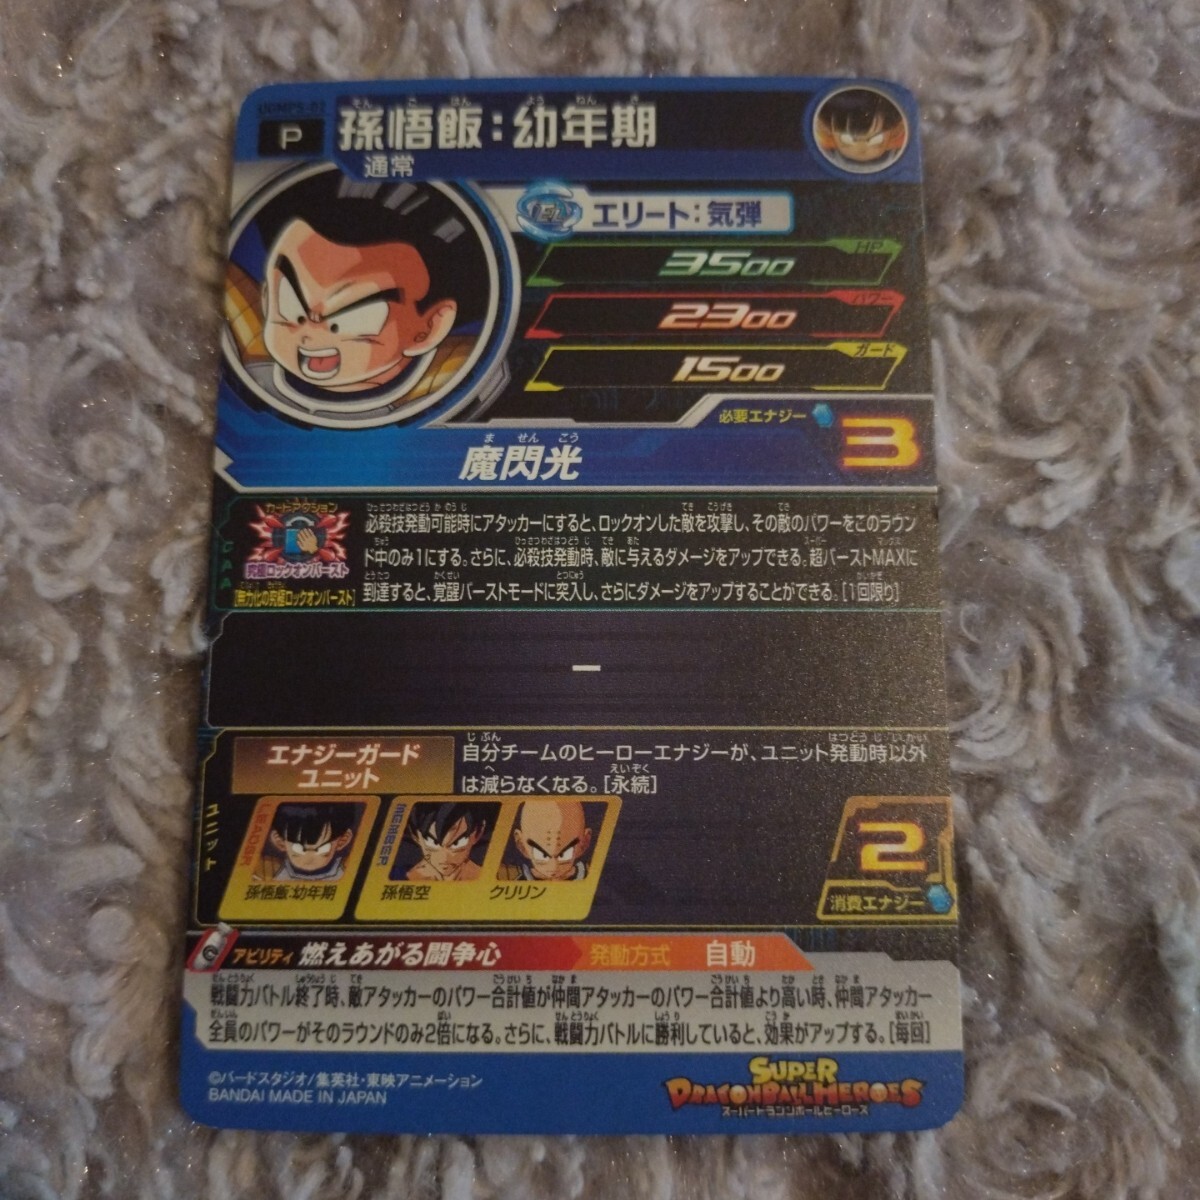 P
孫悟飯:幼年期
そん ご はん よう ねん き
通常
エリート:気弾
HP
3500
パワー
2300
ガード
1500
必要エナジー
3
ま せん こう
魔閃光
カードアクション
究極ロックオンバースト
[無力化の究極ロックオンバースト]
CAA
必殺技発動可能時にアタッカーにすると、ロックオンした敵を攻撃し、その敵のパワーをこのラウン
ド中のみ1にする。さらに、必殺技発動時、敵に与えるダメージをアップできる。超バーストMAXに
到達すると、覚醒バーストモードに突入し、さらにダメージをアップすることができる。[1回限り]
ー
ユニット
エナジーガード
ユニット
自分チームのヒーローエナジーが、ユニット発動時以外
は減らなくなる。[永続]
LEADER
孫悟飯:幼年期
MEMBER
孫悟空
クリリン
2
消費エナジー
アビリティ 燃えあがる闘争心 発動方式 自動
戦闘力バトル終了時、敵アタッカーのパワー合計値が仲間アタッカーのパワー合計値より高い時、仲間アタッカー
全員のパワーがそのラウンドのみ2倍になる。さらに、戦闘力バトルに勝利していると、効果がアップする。[毎回]
©バードスタジオ/集英社・東映アニメーション
BANDAI MADE IN JAPAN
SUPER
DRAGONBALL HEROES
スーパードラゴンボールヒーローズ